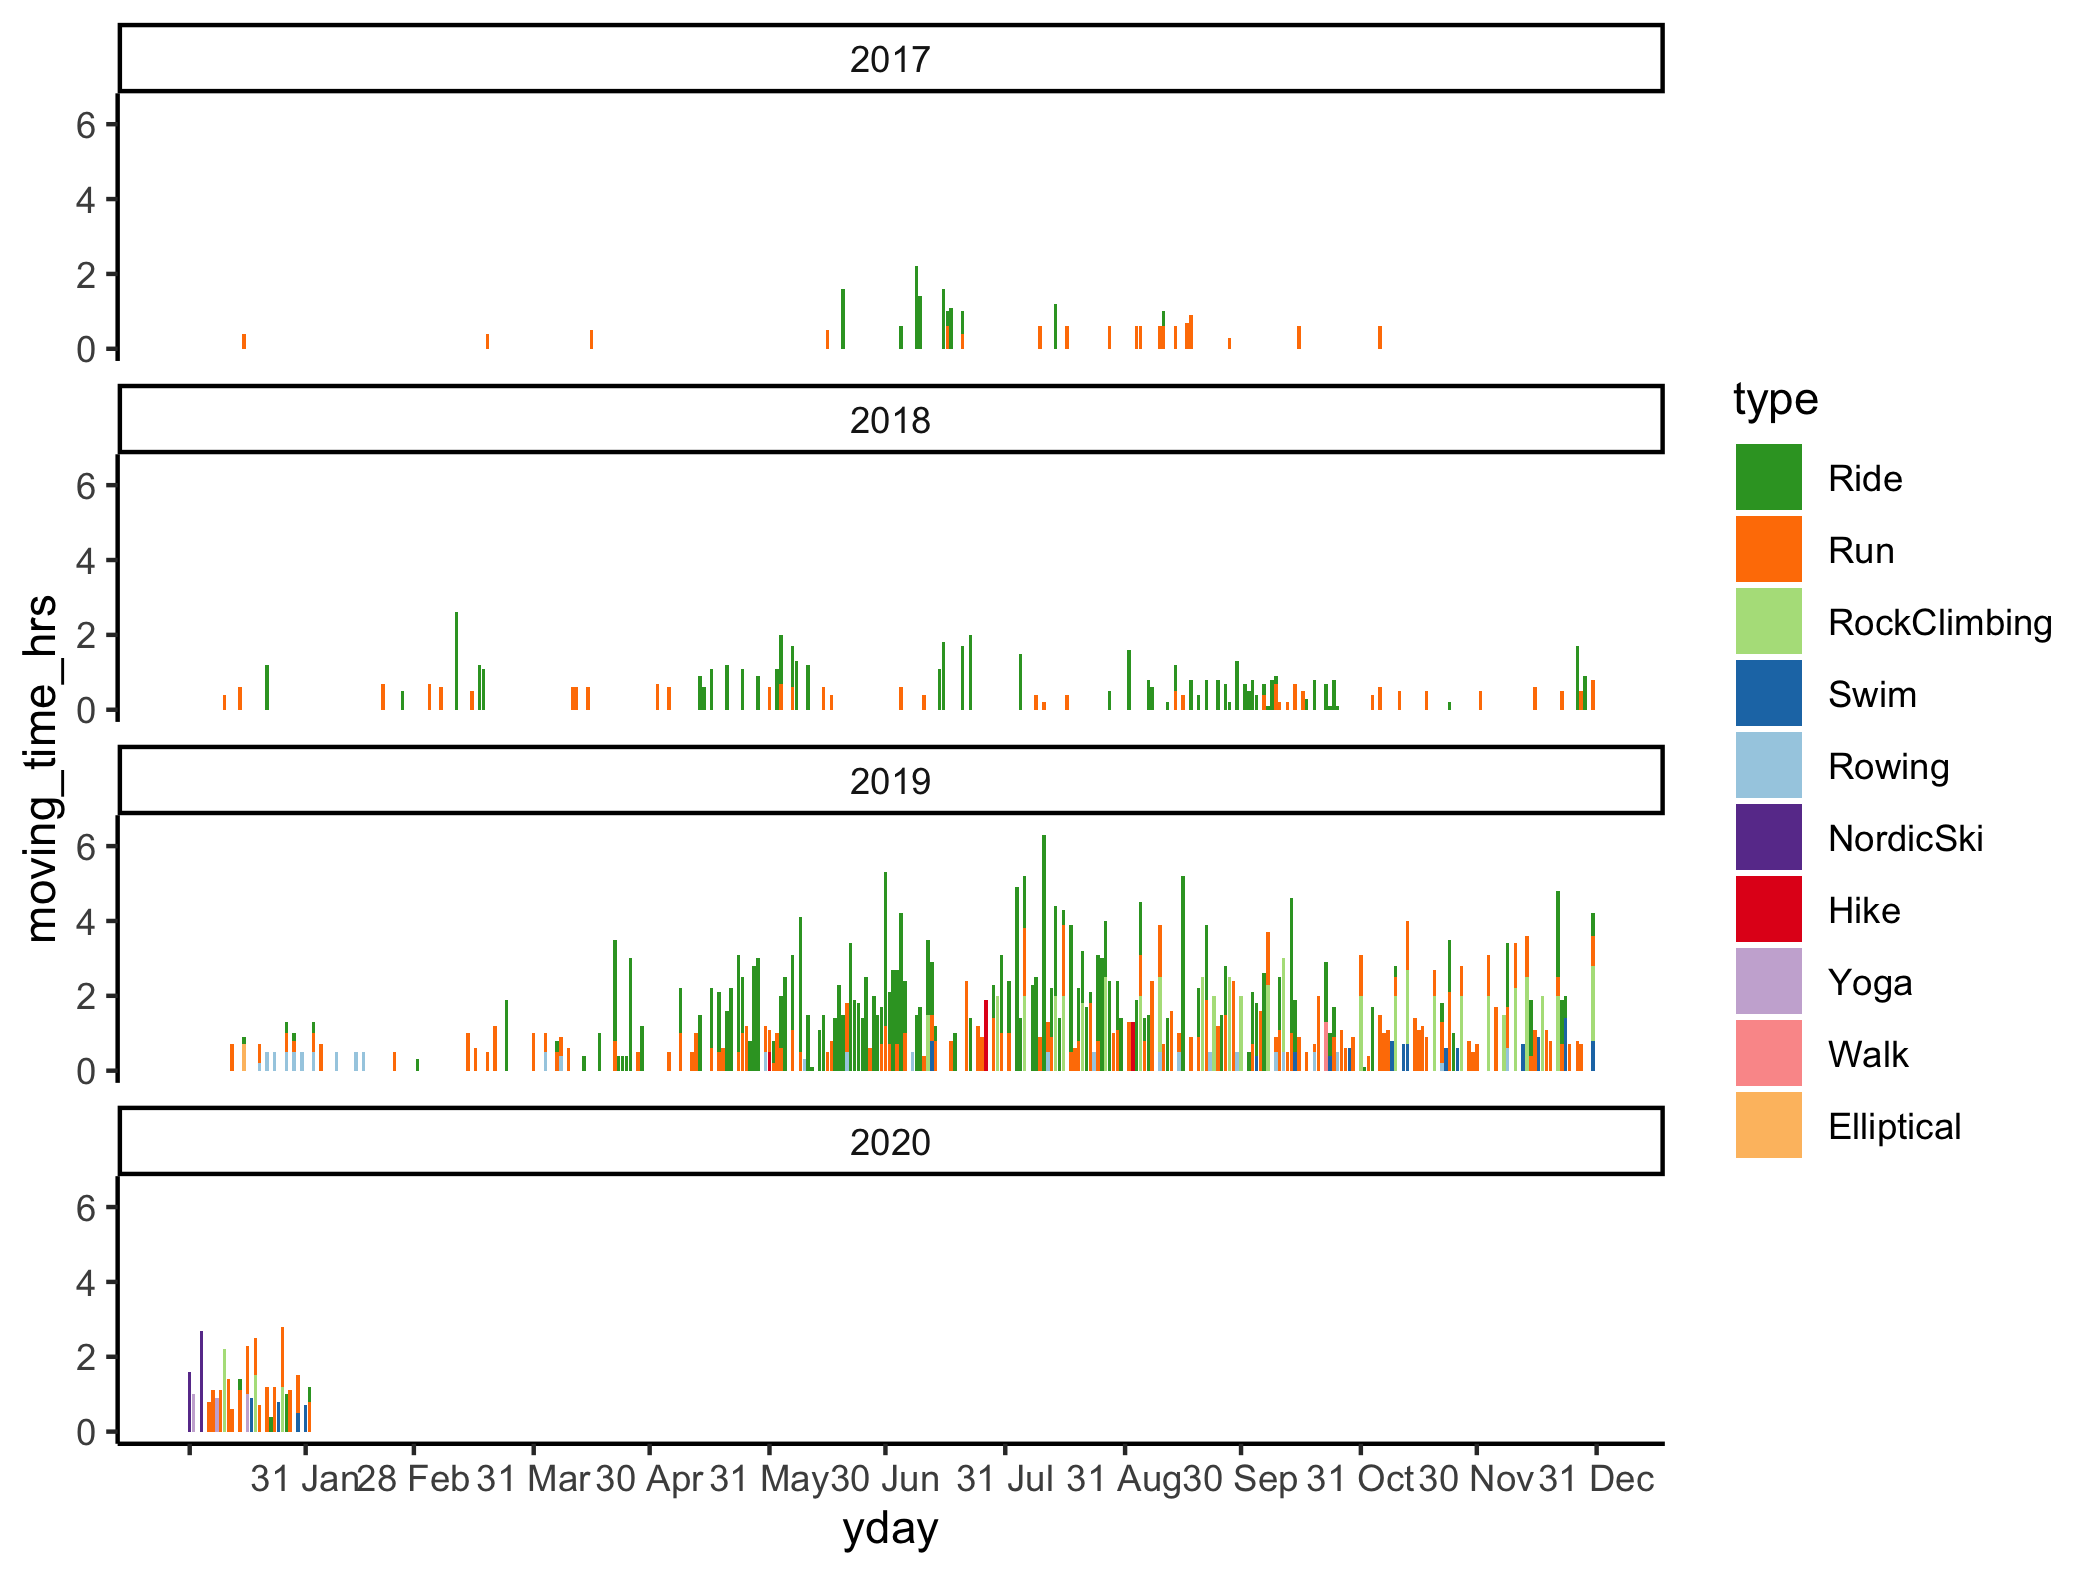 2017
6
4
2
0
2018
6
4
2
0
2019
6
4
2
0
2020
6
4
2
0
31 Jan 28 Feb 31 Mar 30 Apr 31 May 30 Jun 31 Jul 31 Aug 30 Sep 31 Oct 30 Nov 31 Dec
yday
moving_time_hrs
type
Ride
Run
RockClimbing
Swim
Rowing
NordicSki
Hike
Yoga
Walk
Elliptical